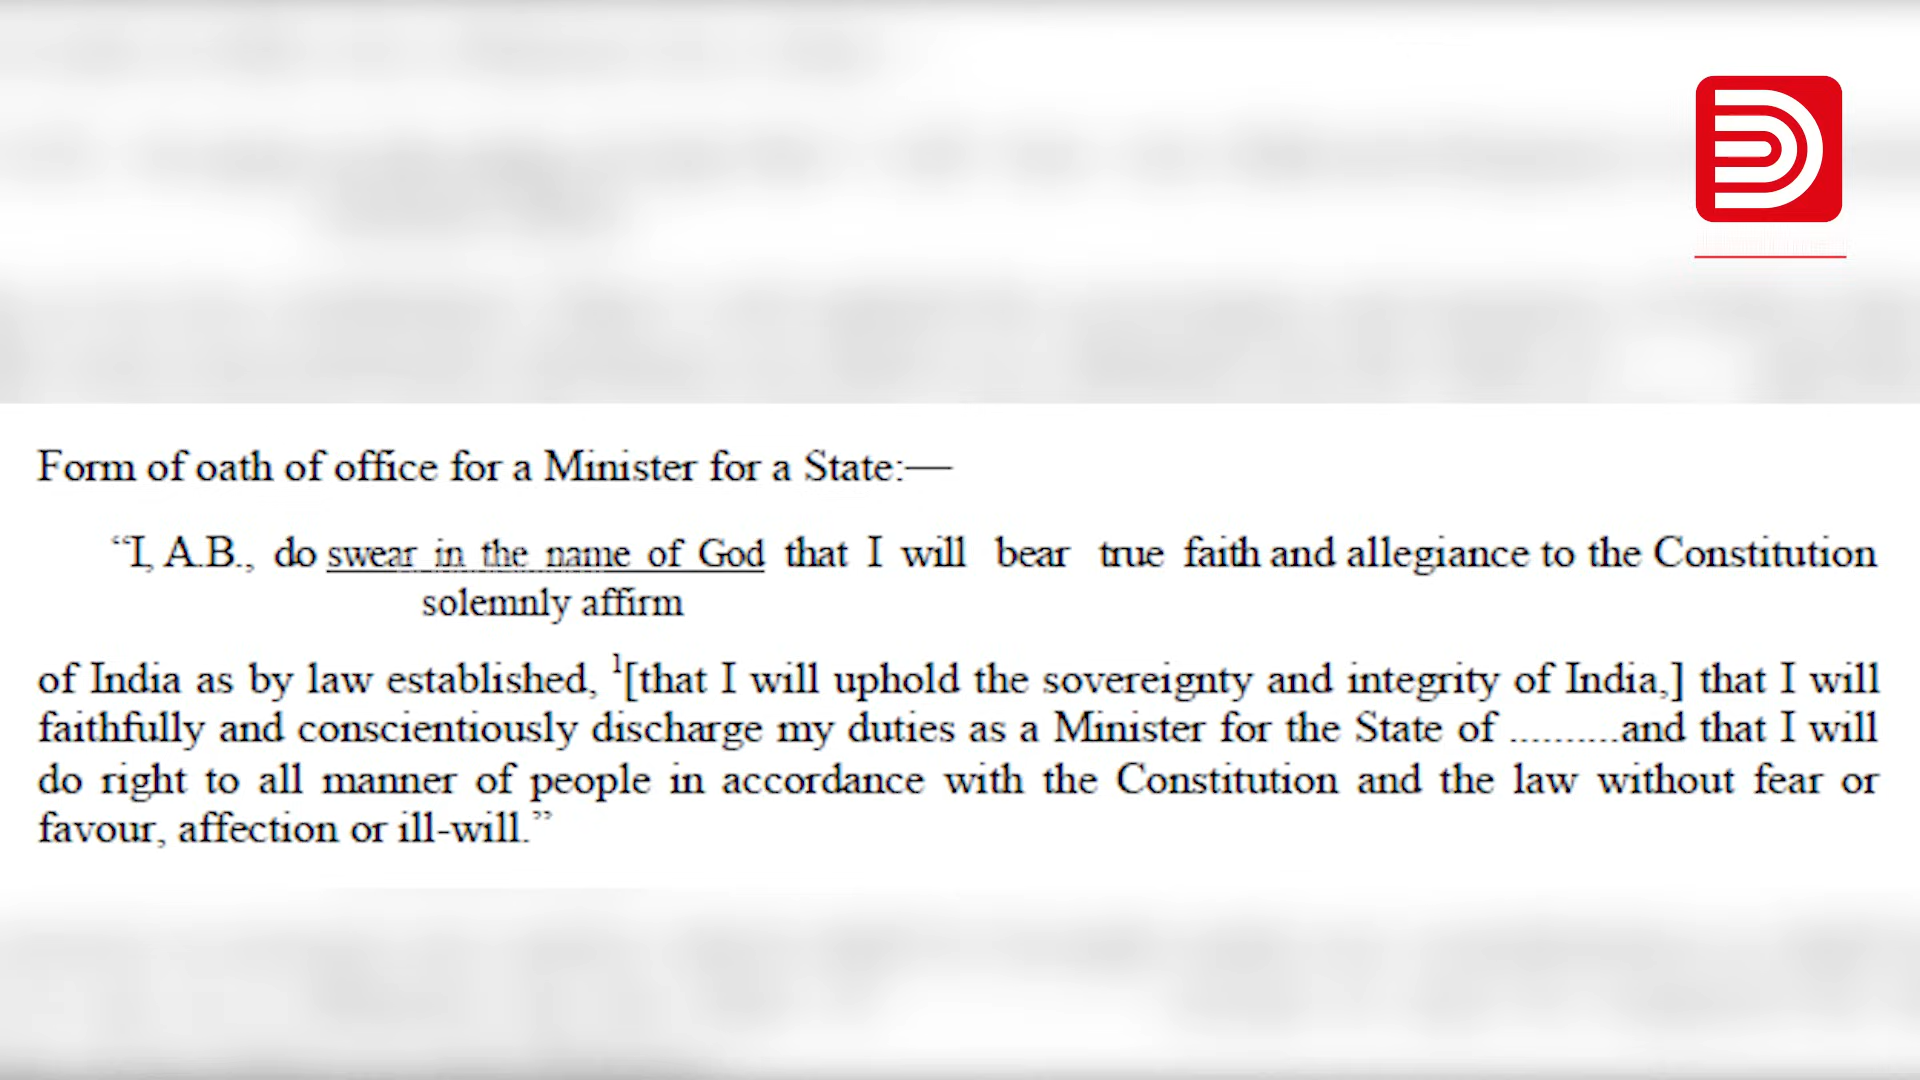 Form of oath of office for a Minister for a State:—
“I, A.B., do swear in the name of God that I will bear true faith and allegiance to the Constitution
solemnly affirm
of India as by law established, ¹[that I will uphold the sovereignty and integrity of India,] that I will
faithfully and conscientiously discharge my duties as a Minister for the State of ..........and that I will
do right to all manner of people in accordance with the Constitution and the law without fear or
favour, affection or ill-will.”